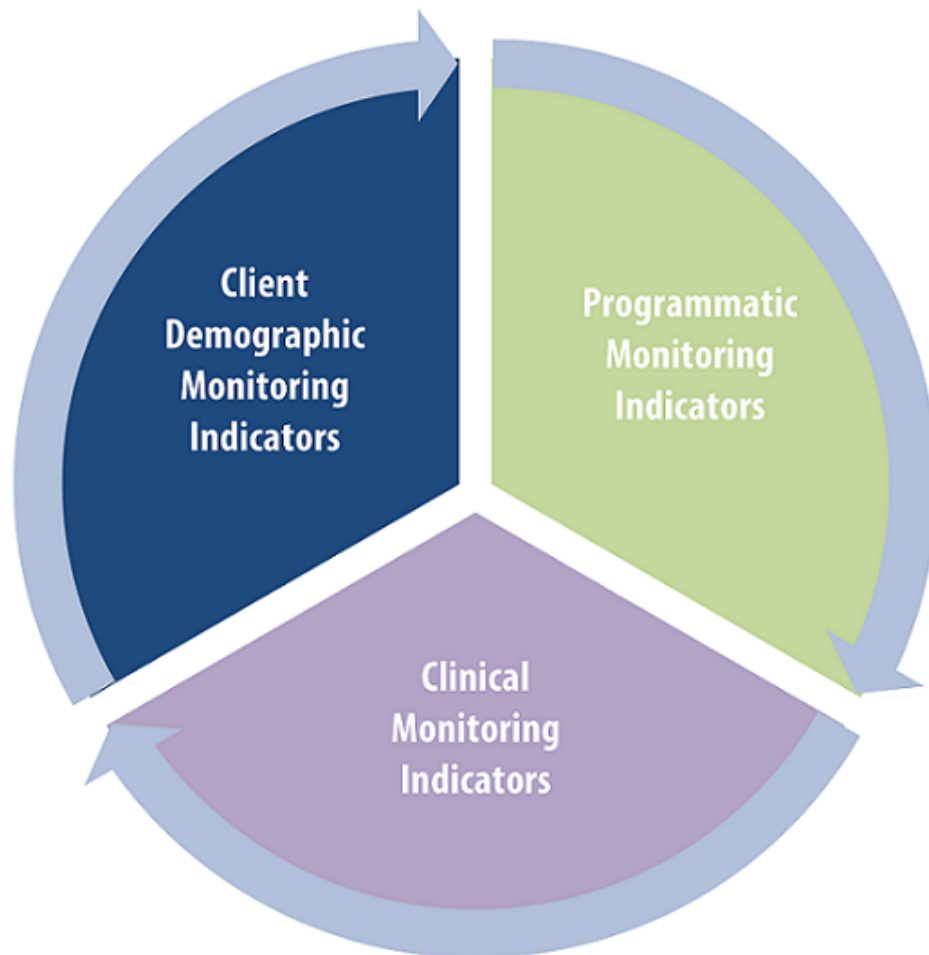 Client
Demographic
Monitoring
Indicators
Programmatic
Monitoring
Indicators
Clinical
Monitoring
Indicators